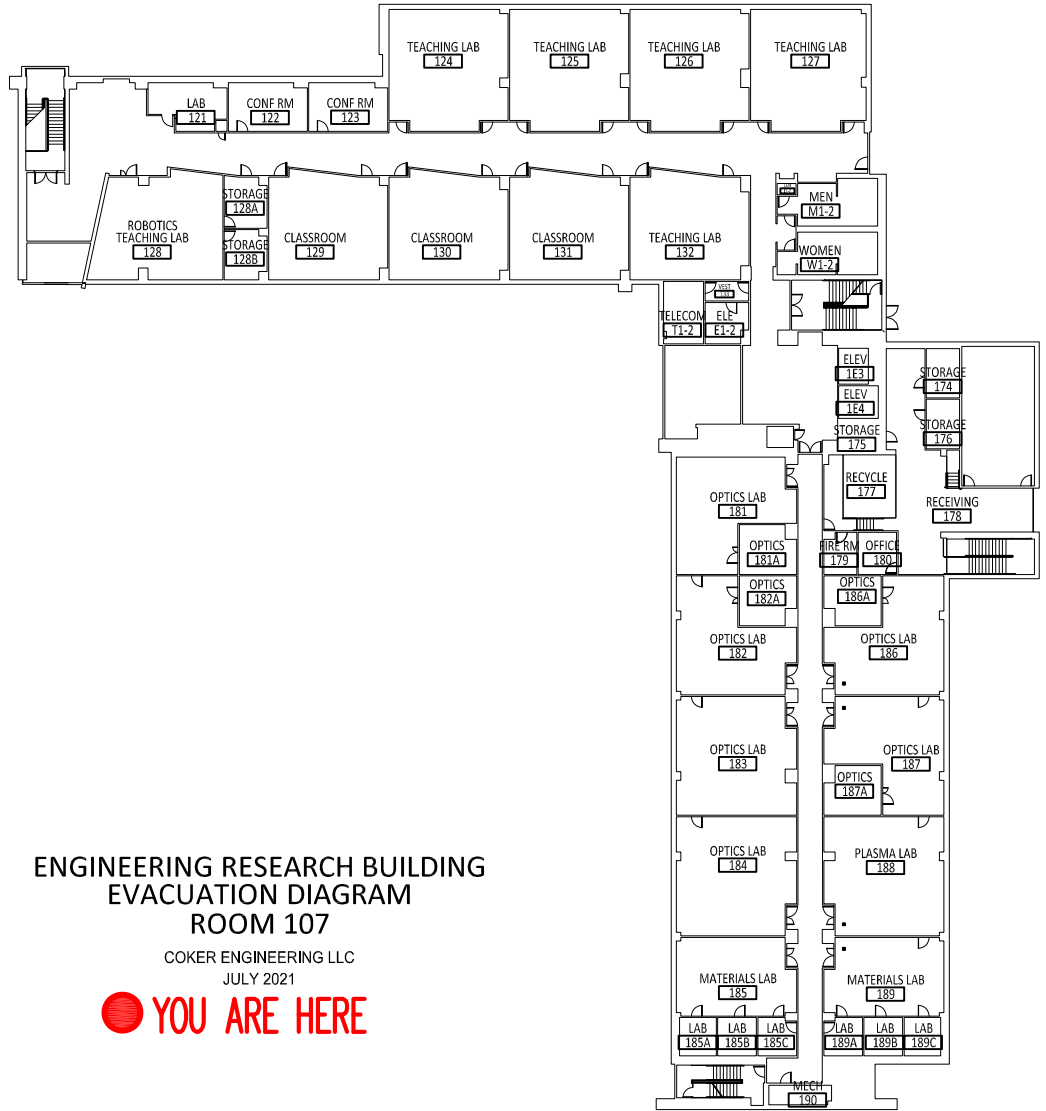 TEACHING LAB
124
TEACHING LAB
125
TEACHING LAB
126
TEACHING LAB
127
LAB
121
CONF RM
122
CONF RM
123
STORAGE
128A
ROBOTICS
TEACHING LAB
128
STORAGE
128B
CLASSROOM
129
CLASSROOM
130
CLASSROOM
131
TEACHING LAB
132
MEN
M1-2
WOMEN
W1-2
VEST
TELECOM
T1-2
ELE
E1-2
ELEV
1E3
ELEV
1E4
STORAGE
175
STORAGE
174
STORAGE
176
RECYCLE
177
RECEIVING
178
OPTICS LAB
181
OPTICS
181A
FIRE RM
179
OFFICE
180
OPTICS
182A
OPTICS
186A
OPTICS LAB
182
OPTICS LAB
186
OPTICS LAB
183
OPTICS LAB
187
OPTICS
187A
OPTICS LAB
184
PLASMA LAB
188
MATERIALS LAB
185
MATERIALS LAB
189
LAB
185A
LAB
185B
LAB
185C
LAB
189A
LAB
189B
LAB
189C
MECH
190
ENGINEERING RESEARCH BUILDING
EVACUATION DIAGRAM
ROOM 107
COKER ENGINEERING LLC
JULY 2021
YOU ARE HERE